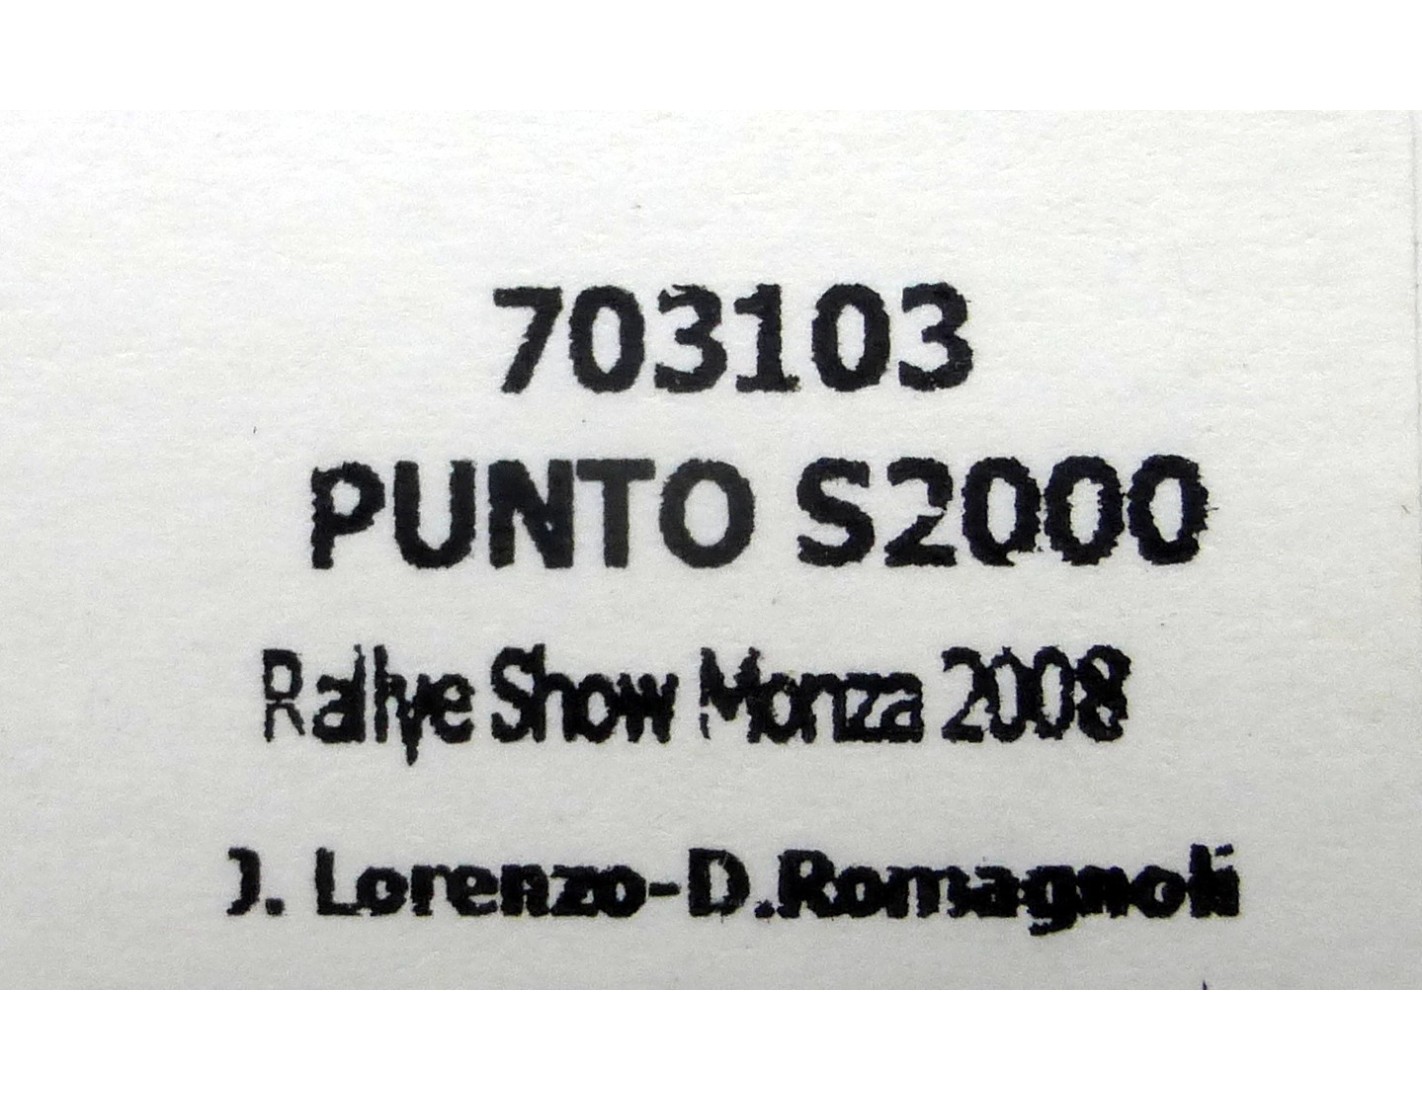 703103
PUNTO S2000
Rallye Show Monza 2008
J. Lorenzo-D.Romagnoli